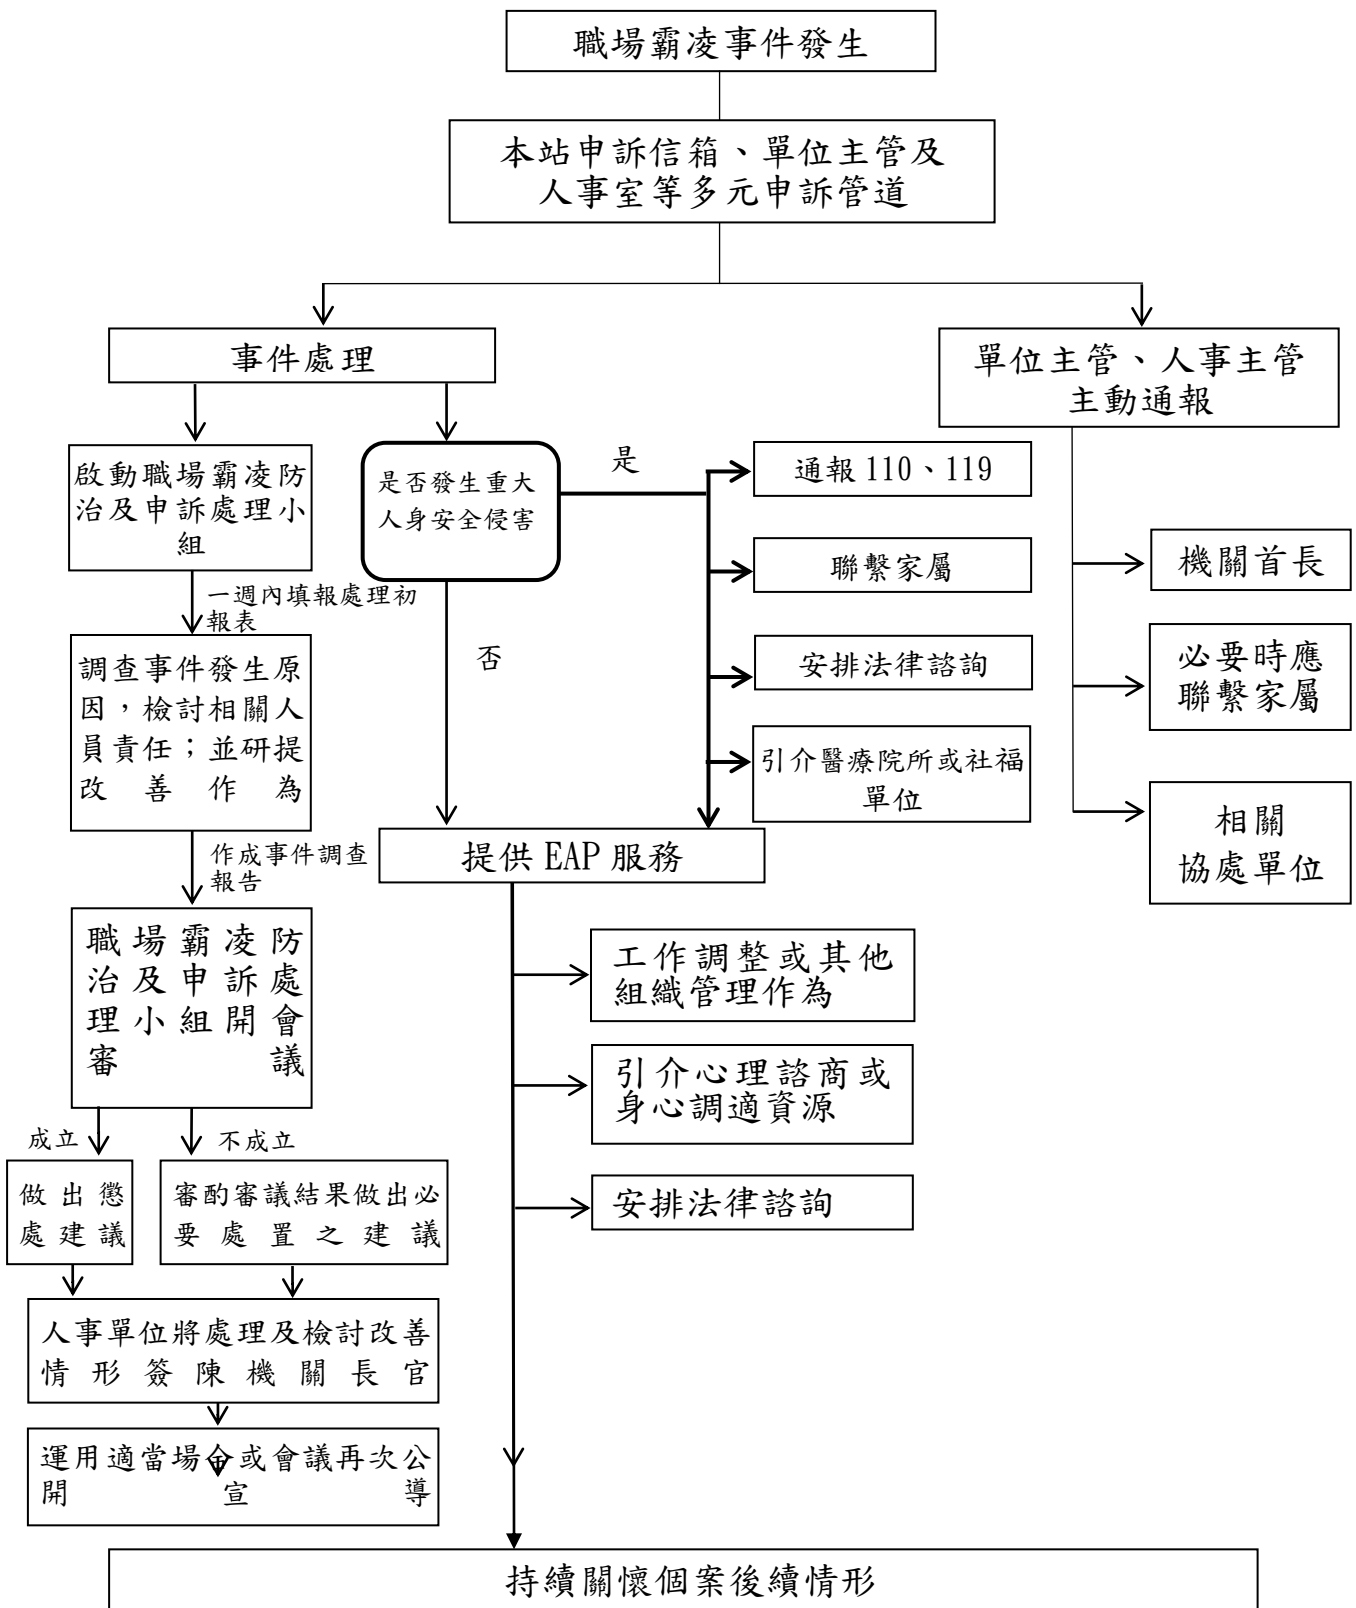 職場霸凌事件發生
本站申訴信箱、單位主管及
人事室等多元申訴管道
事件處理
單位主管、人事主管
主動通報
啟動職場霸凌防
治及申訴處理小
組
是否發生重大
人身安全侵害
是
通報 110、119
聯繫家屬
安排法律諮詢
引介醫療院所或社福
單位
機關首長
必要時應
聯繫家屬
相關
協處單位
一週內填報處理初
報表
否
調查事件發生原
因，檢討相關人
員責任；並研提
改善作為
提供 EAP 服務
作成事件調查
報告
職場霸凌防
治及申訴處
理小組開會
審議
工作調整或其他
組織管理作為
引介心理諮商或
身心調適資源
安排法律諮詢
成立
不成立
做出懲
處建議
審酌審議結果做出必
要處置之建議
人事單位將處理及檢討改善
情形簽陳機關長官
運用適當場合或會議再次公
開宣導
持續關懷個案後續情形